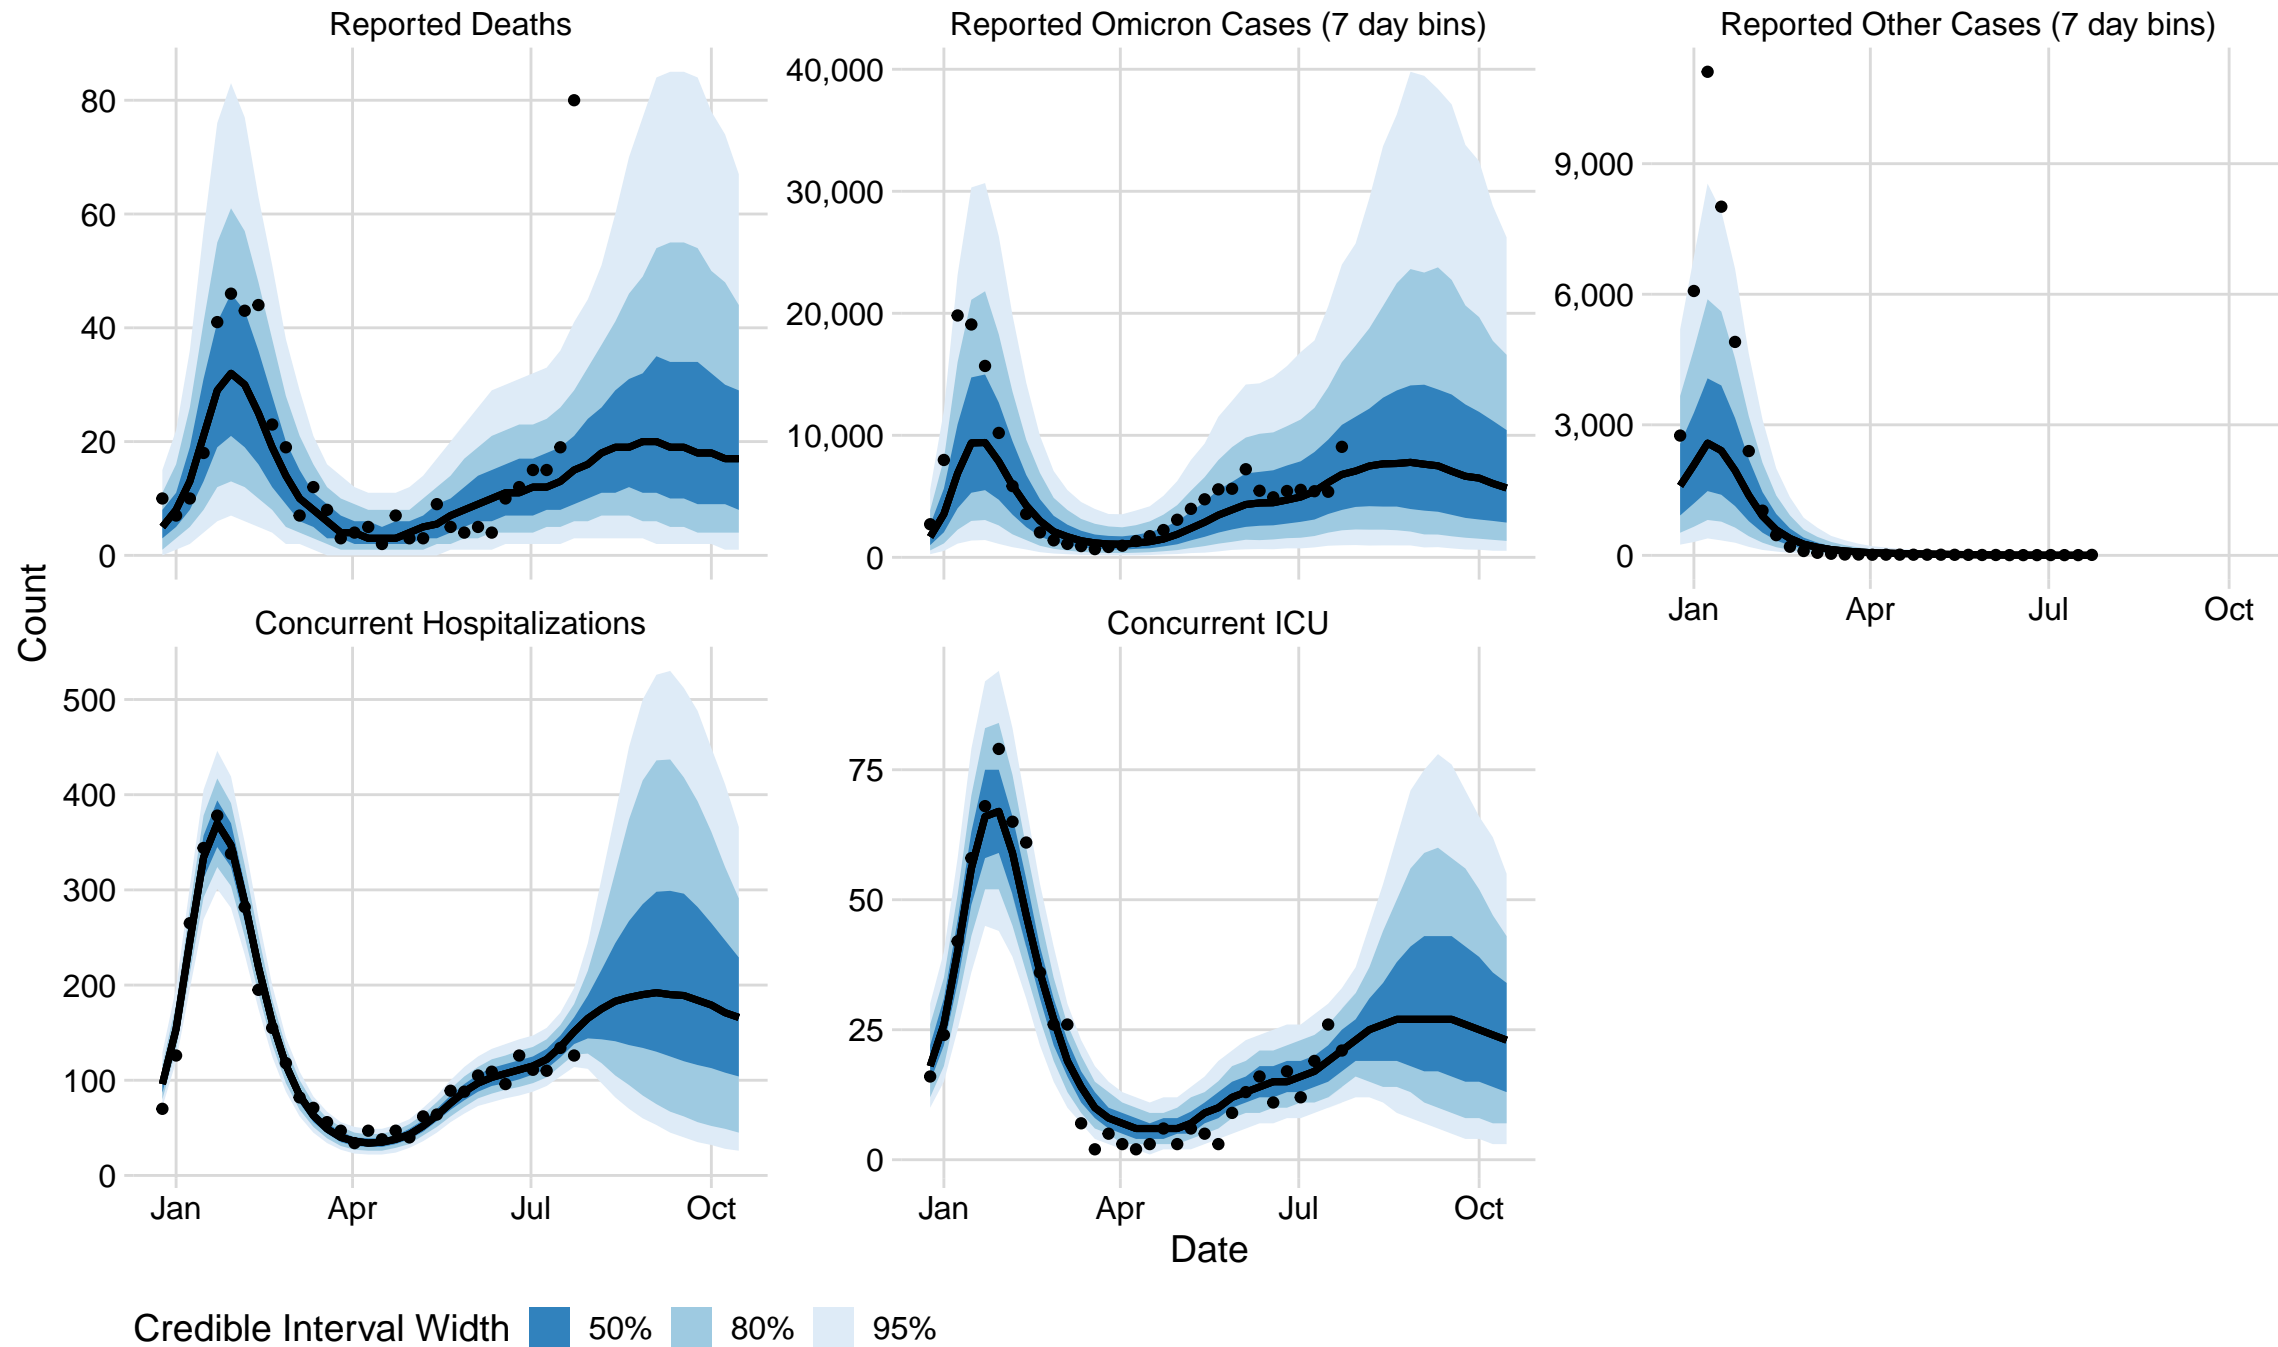 Reported Deaths
Reported Omicron Cases (7 day bins)
Reported Other Cases (7 day bins)
80
60
40
20
0
40,000
30,000
20,000
10,000
0
9,000
6,000
3,000
0
Jan Apr Jul Oct
Count
Concurrent Hospitalizations
Concurrent ICU
500
400
300
200
100
0
75
50
25
0
Jan Apr Jul Oct
Jan Apr Jul Oct
Date
Credible Interval Width 50% 80% 95%